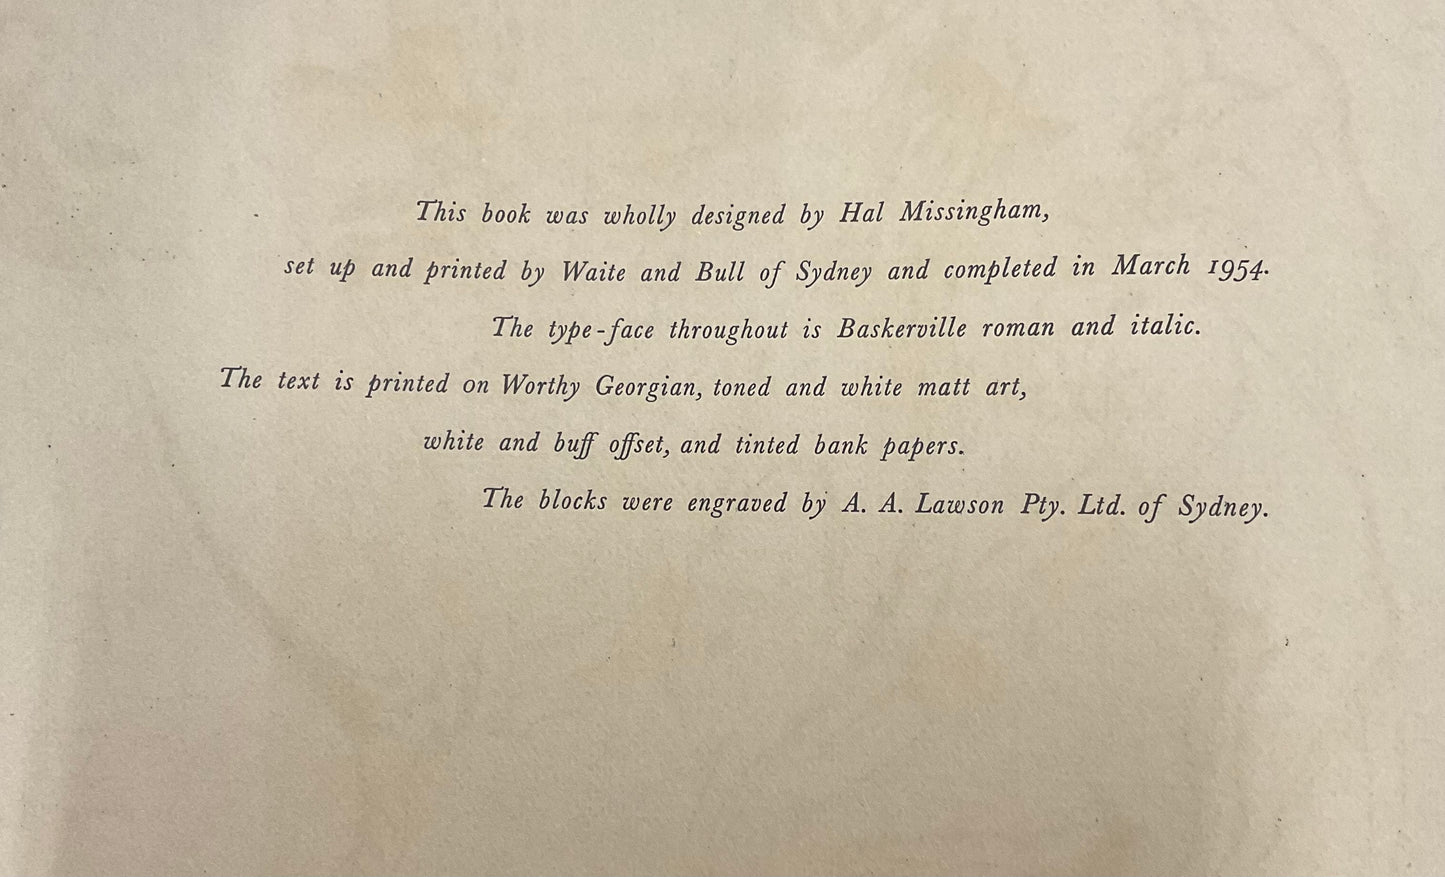 This book was wholly designed by Hal Missingham,
set up and printed by Waite and Bull of Sydney and completed in March 1954.
The type-face throughout is Baskerville roman and italic.
The text is printed on Worthy Georgian, toned and white matt art,
white and buff offset, and tinted bank papers.
The blocks were engraved by A. A. Lawson Pty. Ltd. of Sydney.